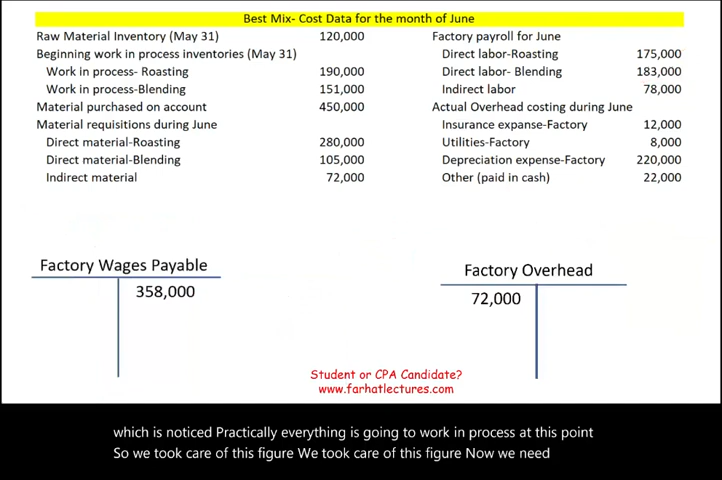 Best Mix- Cost Data for the month of June
Raw Material Inventory (May 31) 120,000
Beginning work in process inventories (May 31)
Work in process- Roasting 190,000
Work in process-Blending 151,000
Material purchased on account 450,000
Material requisitions during June
Direct material-Roasting 280,000
Direct material-Blending 105,000
Indirect material 72,000
Factory payroll for June
Direct labor-Roasting 175,000
Direct labor- Blending 183,000
Indirect labor 78,000
Actual Overhead costing during June
Insurance expanse-Factory 12,000
Utilities-Factory 8,000
Depreciation expense-Factory 220,000
Other (paid in cash) 22,000
Factory Wages Payable
358,000
Factory Overhead
72,000
Student or CPA Candidate?
www.farhatlectures.com
which is noticed Practically everything is going to work in process at this point
So we took care of this figure We took care of this figure Now we need